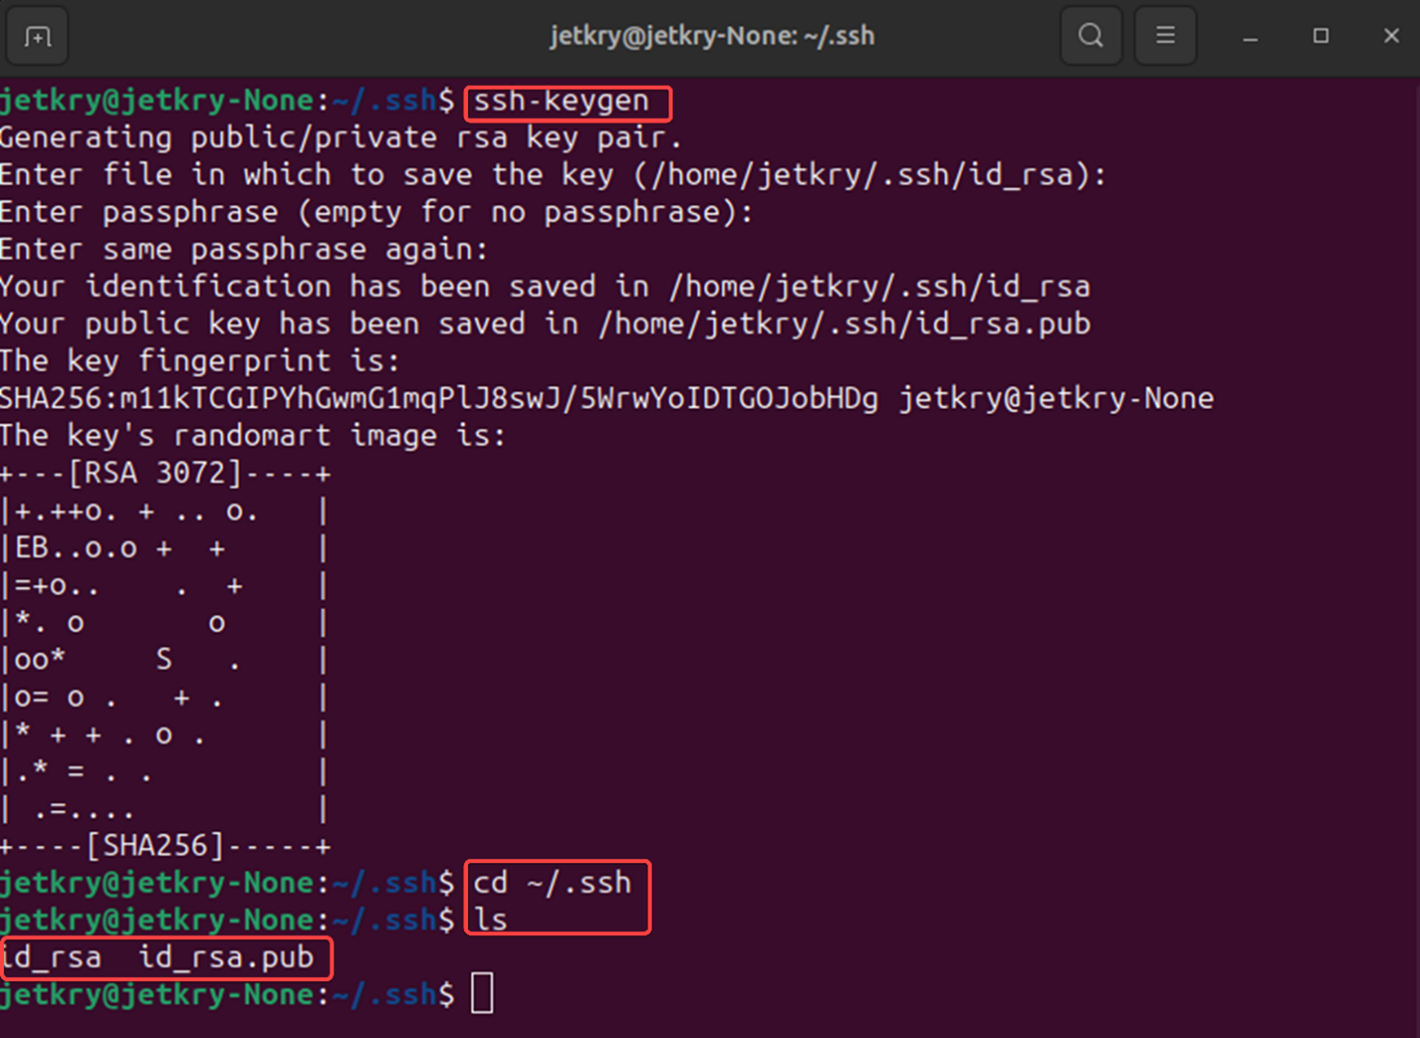 jetkry@jetkry-None: ~/.ssh
jetkry@jetkry-None:~/.ssh$ ssh-keygen
Generating public/private rsa key pair.
Enter file in which to save the key (/home/jetkry/.ssh/id_rsa):
Enter passphrase (empty for no passphrase):
Enter same passphrase again:
Your identification has been saved in /home/jetkry/.ssh/id_rsa
Your public key has been saved in /home/jetkry/.ssh/id_rsa.pub
The key fingerprint is:
SHA256:m11kTCGIPYhGwmG1mqPlJ8swJ/5WrwYoIDTGOJobHDg jetkry@jetkry-None
The key's randomart image is:
+---[RSA 3072]----+
|+.++o. + .. o.   |
|EB..o.o +  +     |
|=+o..    .  +    |
|*. o       o     |
|oo*     S   .    |
|o= o .   + .     |
|* + + . o .      |
|.* = . .         |
| .=....          |
+----[SHA256]-----+
jetkry@jetkry-None:~/.ssh$ cd ~/.ssh
jetkry@jetkry-None:~/.ssh$ ls
id_rsa  id_rsa.pub
jetkry@jetkry-None:~/.ssh$